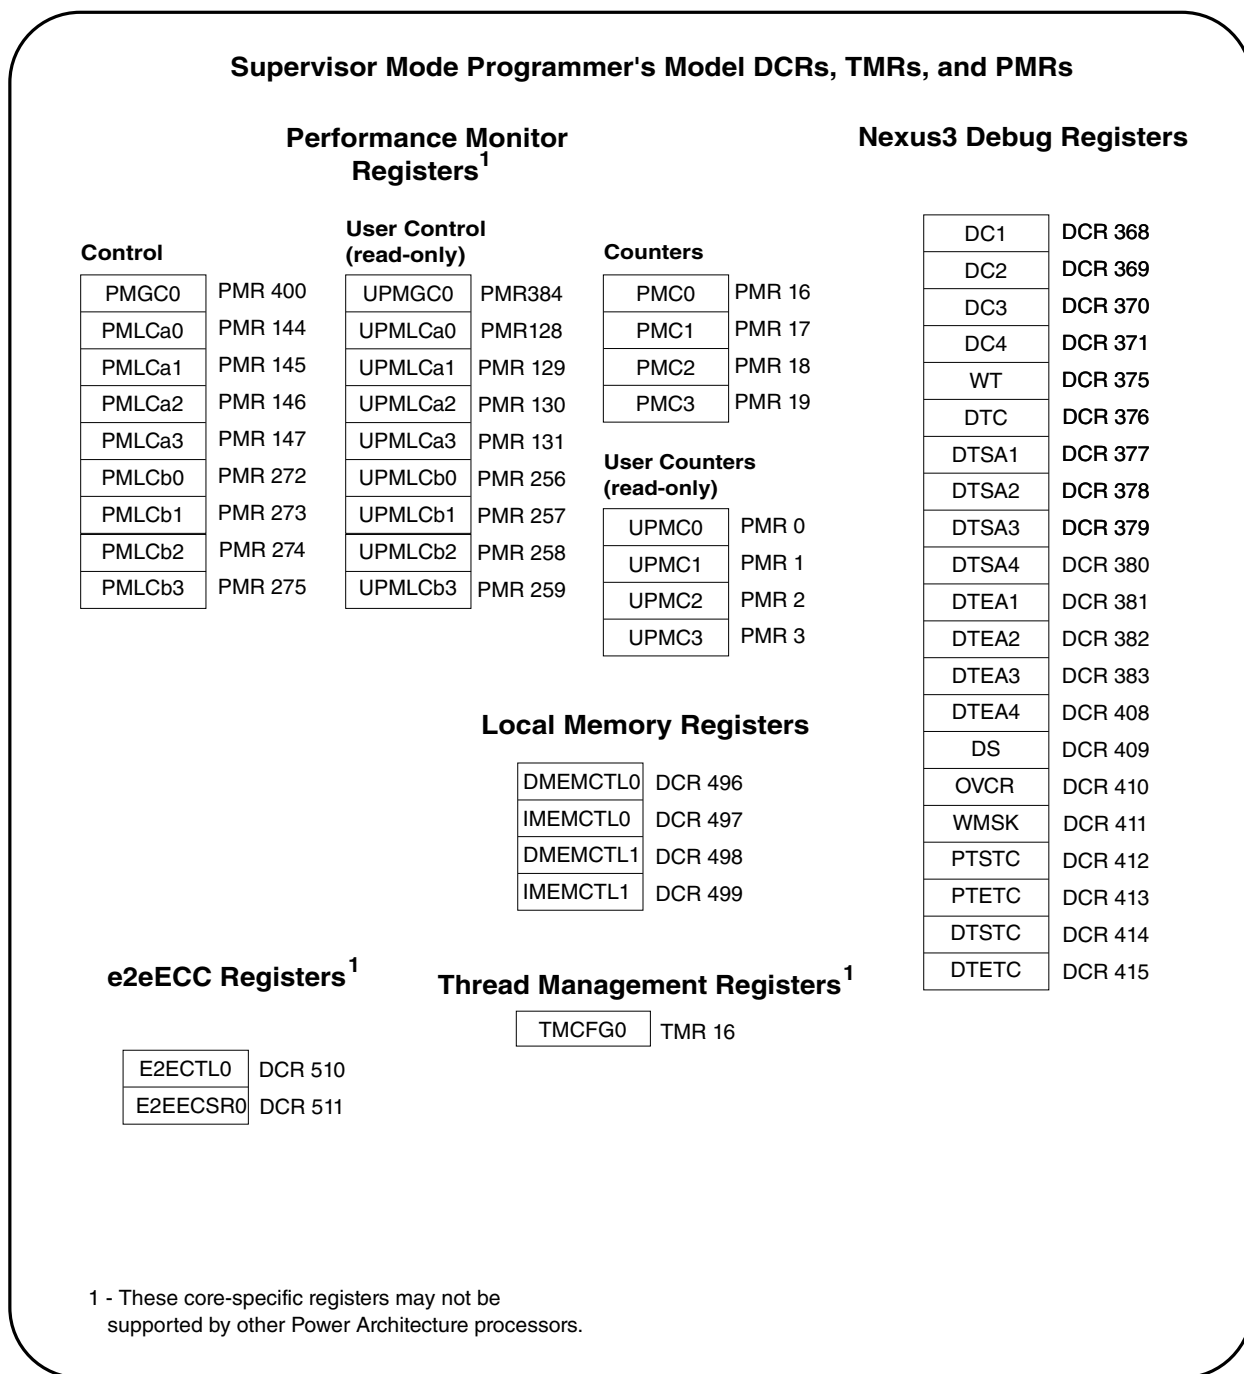 Supervisor Mode Programmer's Model DCRs, TMRs, and PMRs
Performance Monitor
Registers1
Control
PMGC0 PMR 400
PMLCa0 PMR 144
PMLCa1 PMR 145
PMLCa2 PMR 146
PMLCa3 PMR 147
PMLCb0 PMR 272
PMLCb1 PMR 273
PMLCb2 PMR 274
PMLCb3 PMR 275
User Control
(read-only)
UPMGC0 PMR384
UPMLCa0 PMR128
UPMLCa1 PMR 129
UPMLCa2 PMR 130
UPMLCa3 PMR 131
UPMLCb0 PMR 256
UPMLCb1 PMR 257
UPMLCb2 PMR 258
UPMLCb3 PMR 259
Counters
PMC0 PMR 16
PMC1 PMR 17
PMC2 PMR 18
PMC3 PMR 19
User Counters
(read-only)
UPMC0 PMR 0
UPMC1 PMR 1
UPMC2 PMR 2
UPMC3 PMR 3
Nexus3 Debug Registers
DC1 DCR 368
DC2 DCR 369
DC3 DCR 370
DC4 DCR 371
WT DCR 375
DTC DCR 376
DTSA1 DCR 377
DTSA2 DCR 378
DTSA3 DCR 379
DTSA4 DCR 380
DTEA1 DCR 381
DTEA2 DCR 382
DTEA3 DCR 383
DTEA4 DCR 408
DS DCR 409
OVCR DCR 410
WMSK DCR 411
PTSTC DCR 412
PTETC DCR 413
DTSTC DCR 414
DTETC DCR 415
Local Memory Registers
DMEMCTL0 DCR 496
IMEMCTL0 DCR 497
DMEMCTL1 DCR 498
IMEMCTL1 DCR 499
e2eECC Registers1
E2ECTL0 DCR 510
E2EECSR0 DCR 511
Thread Management Registers1
TMCFG0 TMR 16
1 - These core-specific registers may not be
supported by other Power Architecture processors.